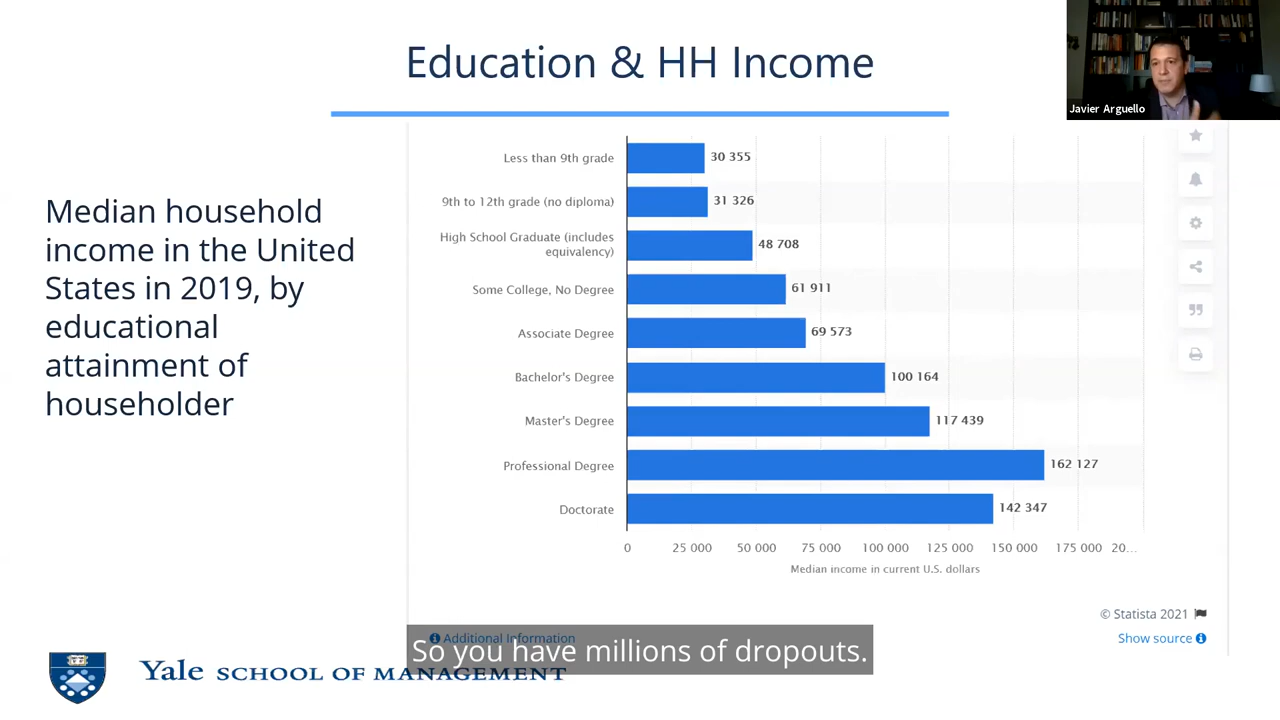 Education & HH Income
Javier Arguello
Median household
income in the United
States in 2019, by
educational
attainment of
householder
Less than 9th grade
30 355
9th to 12th grade (no diploma)
31 326
High School Graduate (includes
equivalency)
48 708
Some College, No Degree
61 911
Associate Degree
69 573
Bachelor's Degree
100 164
Master's Degree
117 439
Professional Degree
162 127
Doctorate
142 347
0 25 000 50 000 75 000 100 000 125 000 150 000 175 000 20...
Median income in current U.S. dollars
© Statista 2021
Additional Information
Show source
So you have millions of dropouts.
Yale SCHOOL OF MANAGEMENT